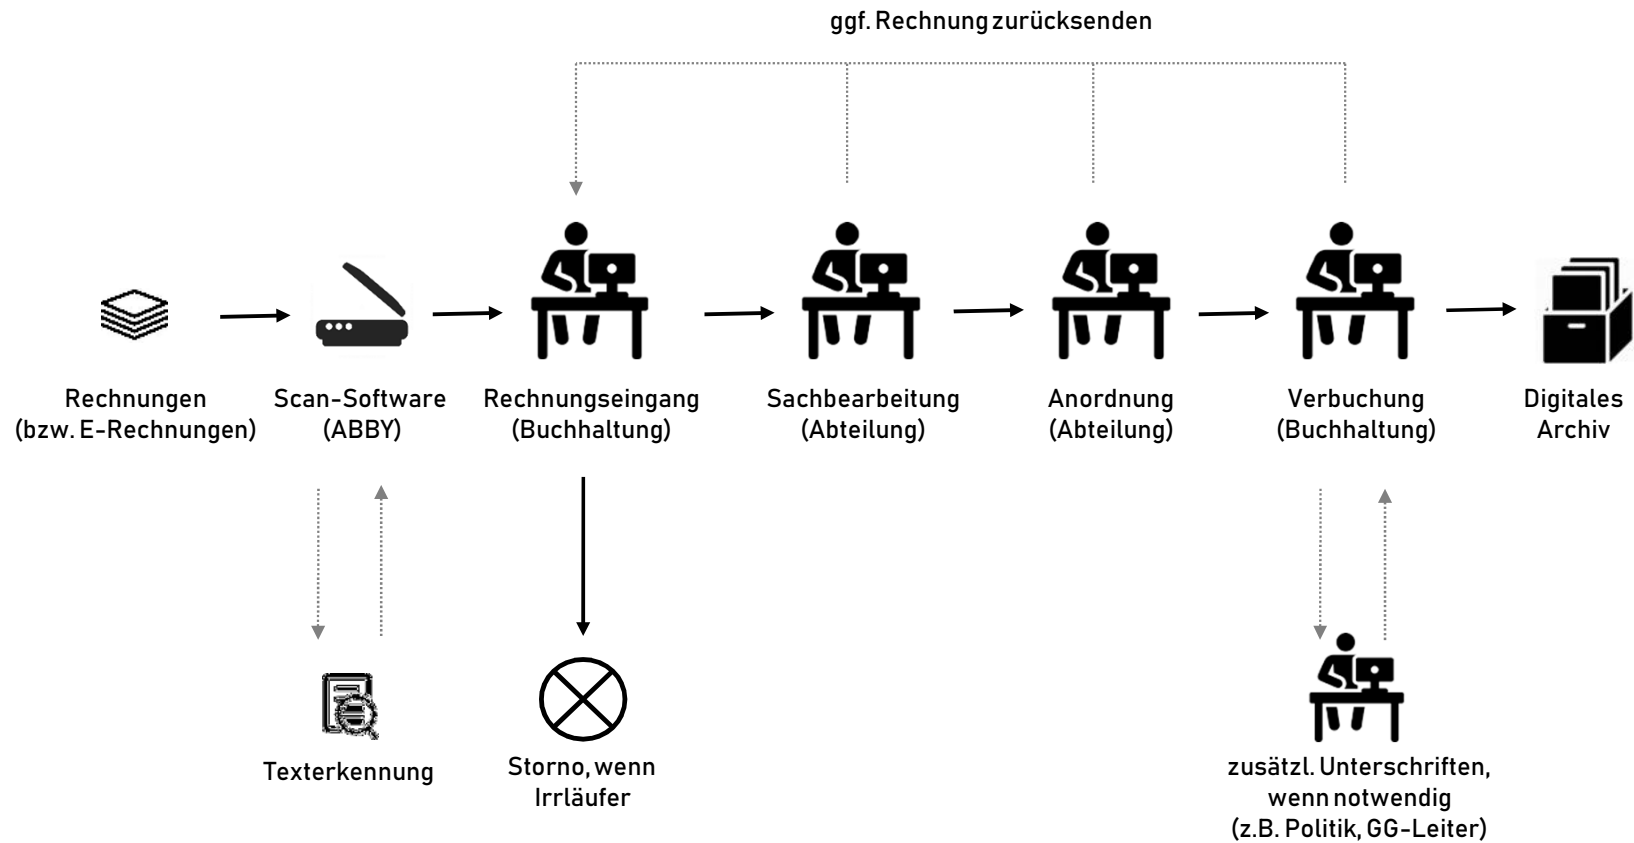 ggf. Rechnung zurücksenden
Rechnungen
(bzw. E-Rechnungen)
Scan-Software
(ABBY)
Rechnungseingang
(Buchhaltung)
Sachbearbeitung
(Abteilung)
Anordnung
(Abteilung)
Verbuchung
(Buchhaltung)
Digitales
Archiv
Texterkennung
Storno, wenn
Irrläufer
zusätzl. Unterschriften,
wenn notwendig
(z.B. Politik, GG-Leiter)